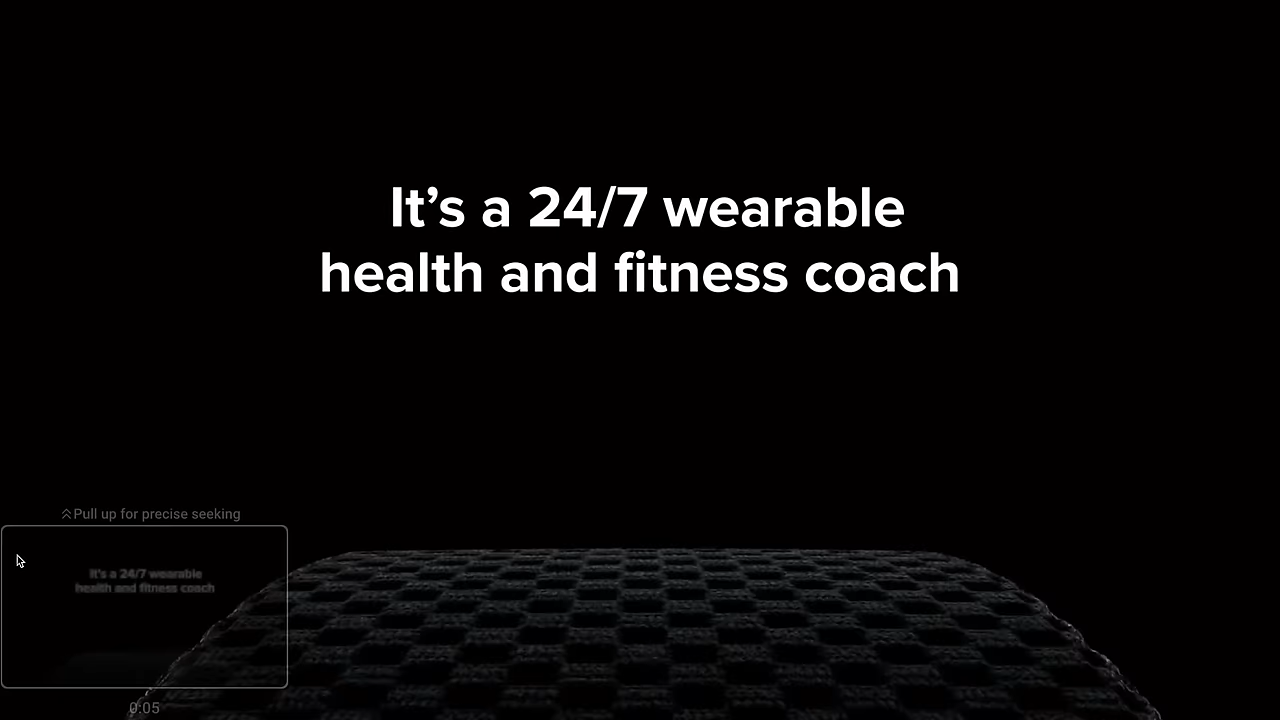 It's a 24/7 wearable
health and fitness coach
Pull up for precise seeking
It's a 24/7 wearable
health and fitness coach
0:05